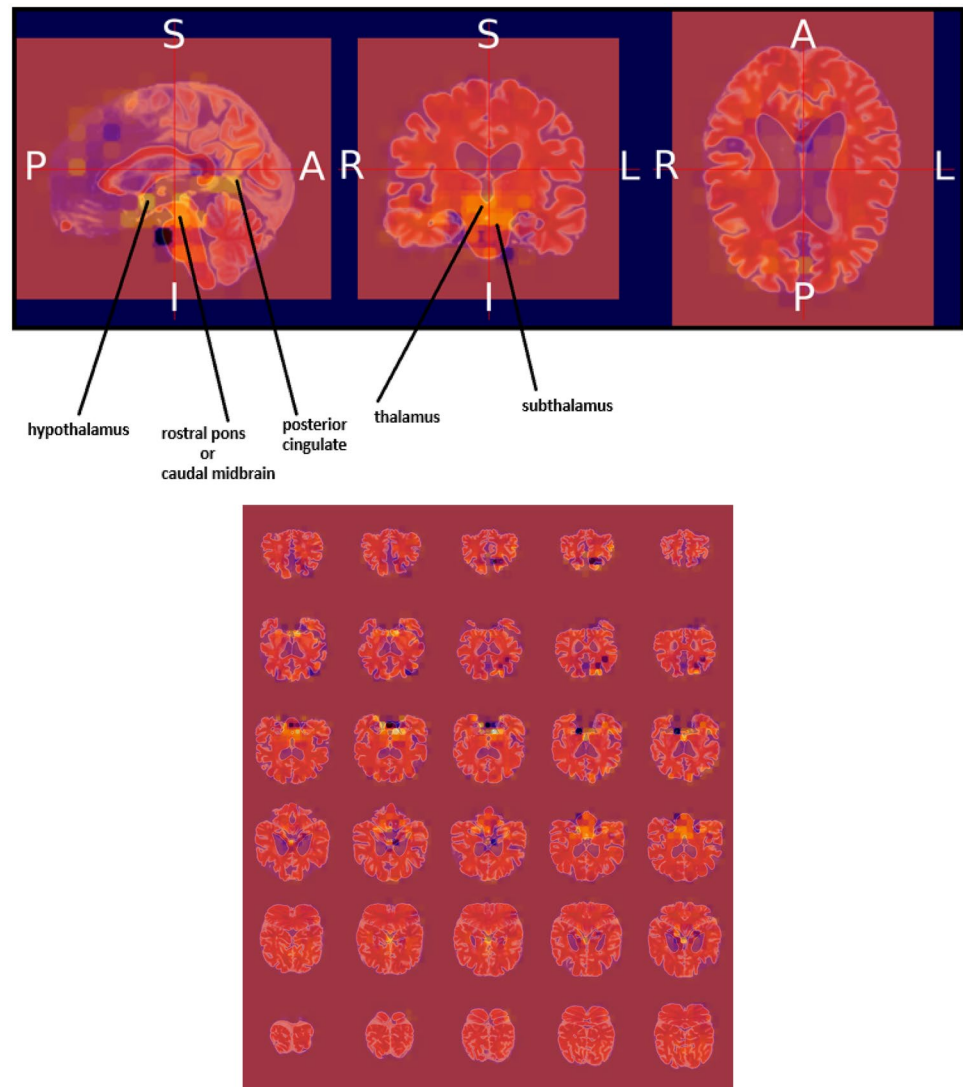 S
S
A
P
A
R
L
R
L
I
I
P
hypothalamus
rostral pons
or
caudal midbrain
posterior
cingulate
thalamus
subthalamus